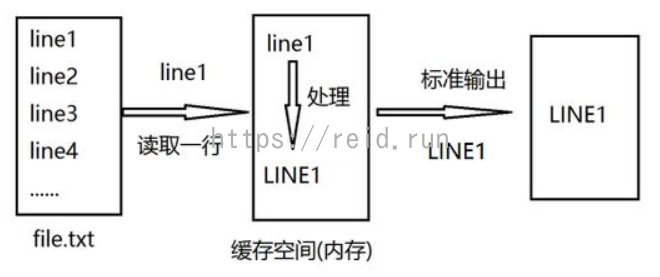 line1
line2
line3
line4
......
file.txt
line1
读取一行
line1
处理
LINE1
缓存空间(内存)
标准输出
LINE1
LINE1
https://reid.run